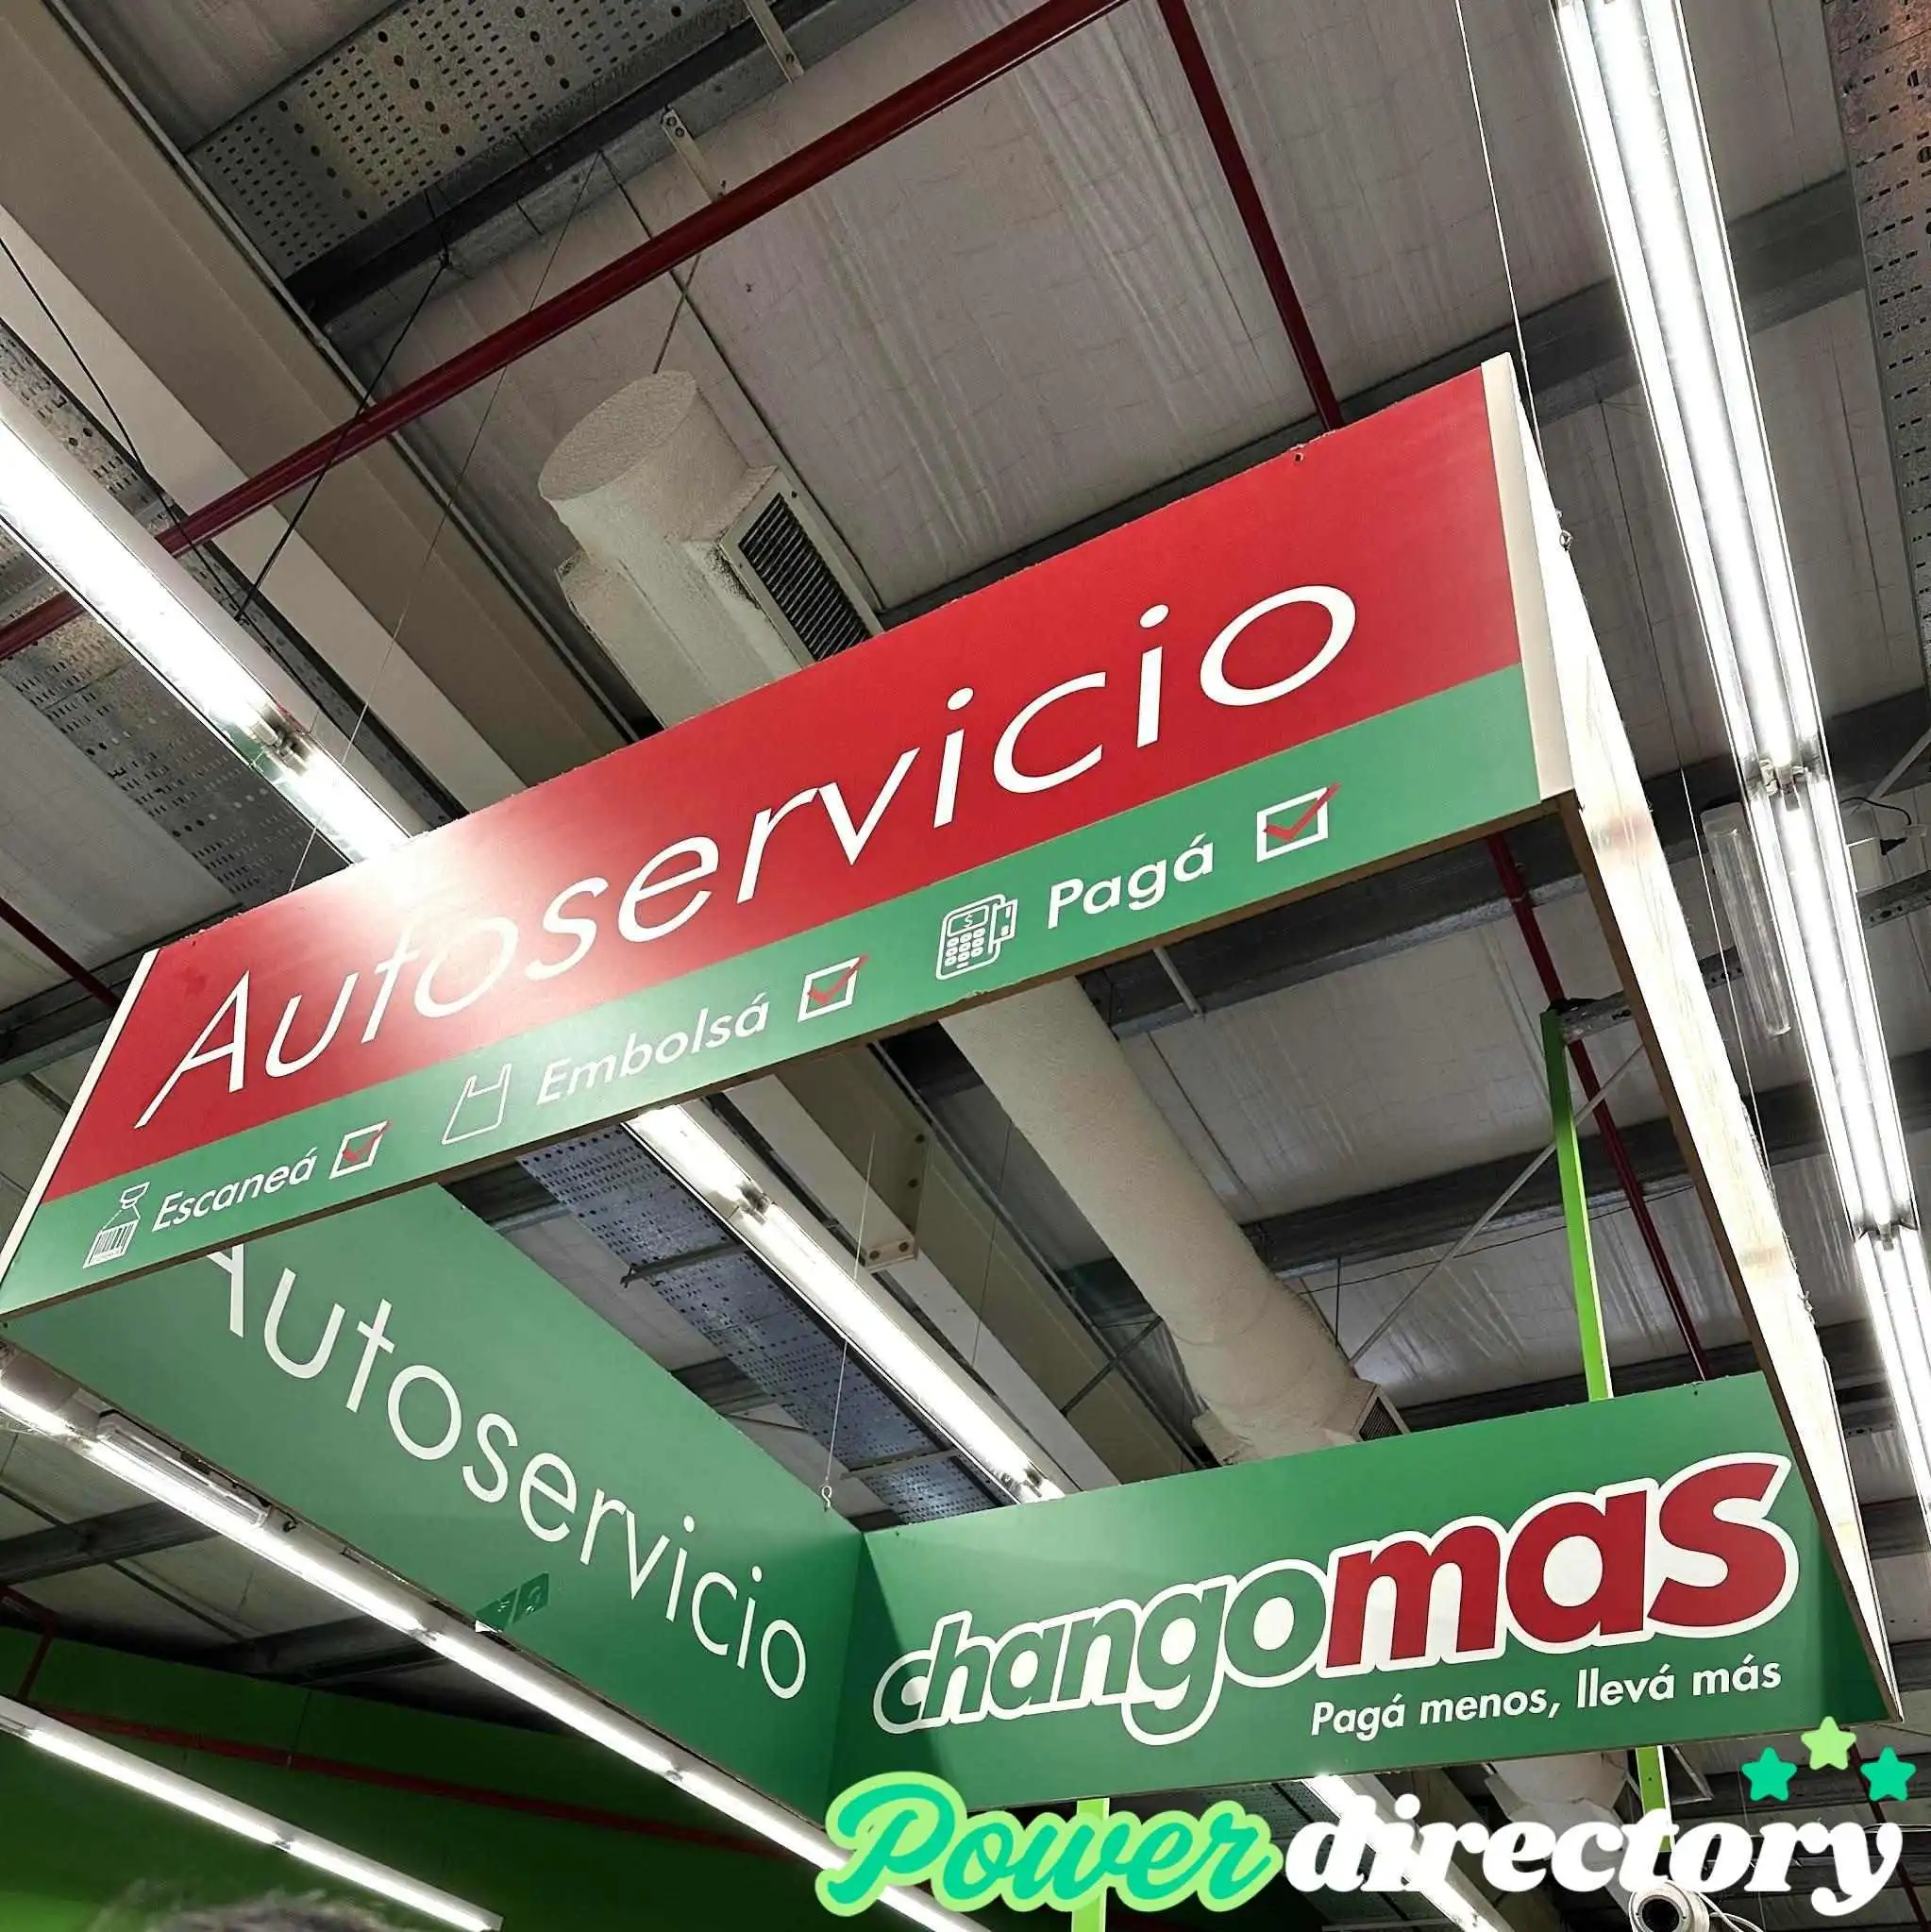 Autoservicio
Escaneá
Embolsá
Pagá
Autoservicio
changomas
Pagá menos, llevá más
Power directory